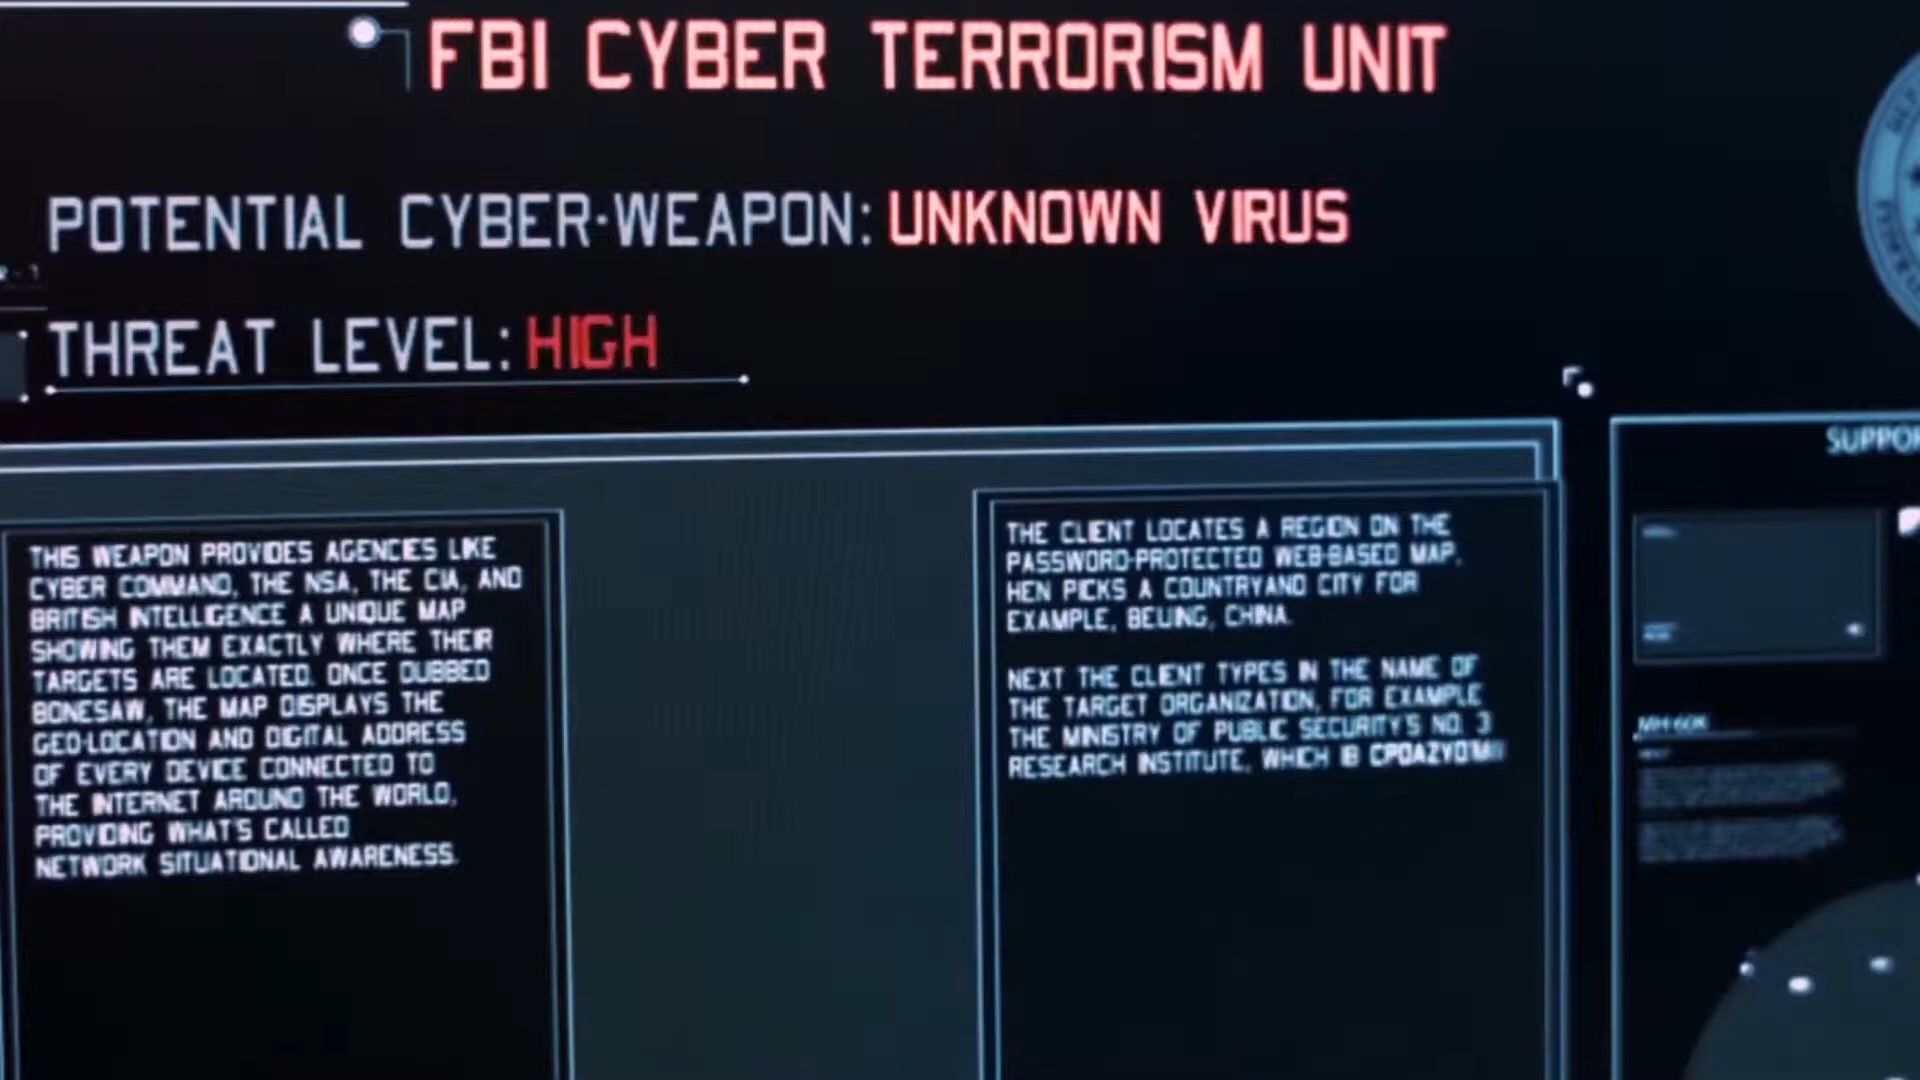 FBI CYBER TERRORISM UNIT
POTENTIAL CYBER-WEAPON: UNKNOWN VIRUS
THREAT LEVEL: HIGH
THIS WEAPON PROVIDES AGENCIES LIKE
CYBER COMMAND, THE NSA, THE CIA, AND
BRITISH INTELLIGENCE A UNIQUE MAP
SHOWING THEM EXACTLY WHERE THEIR
TARGETS ARE LOCATED. ONCE DUBBED
BONESAW, THE MAP DISPLAYS THE
GEO-LOCATION AND DIGITAL ADDRESS
OF EVERY DEVICE CONNECTED TO
THE INTERNET AROUND THE WORLD,
PROVIDING WHAT'S CALLED
NETWORK SITUATIONAL AWARENESS.
THE CLIENT LOCATES A REGION ON THE
PASSWORD-PROTECTED WEB-BASED MAP,
HEN PICKS A COUNTRYAND CITY FOR
EXAMPLE, BEIJING, CHINA.
NEXT THE CLIENT TYPES IN THE NAME OF
THE TARGET ORGANIZATION, FOR EXAMPLE
THE MINISTRY OF PUBLIC SECURITY'S NO. 3
RESEARCH INSTITUTE, WHICH
SUPPOR
MH-60K